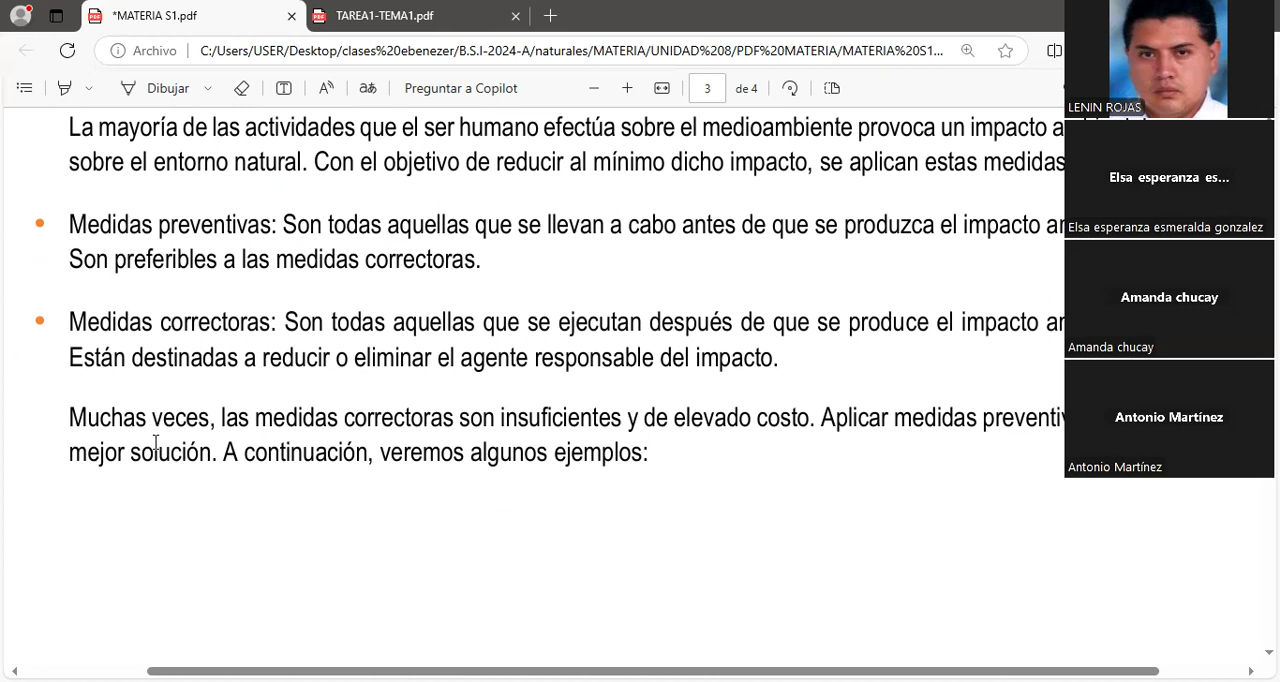 *MATERIA S1.pdf
TAREA1-TEMA1.pdf
Archivo
C:/Users/USER/Desktop/clases%20ebenezer/B.S.I-2024-A/naturales/MATERIA/UNIDAD%208/PDF%20MATERIA/MATERIA%20S1...
Dibujar
Preguntar a Copilot
3
de 4
La mayoría de las actividades que el ser humano efectúa sobre el medioambiente provoca un impacto a
sobre el entorno natural. Con el objetivo de reducir al mínimo dicho impacto, se aplican estas medidas
Medidas preventivas: Son todas aquellas que se llevan a cabo antes de que se produzca el impacto
Son preferibles a las medidas correctoras.
Medidas correctoras: Son todas aquellas que se ejecutan después de que se produce el impacto
Están destinadas a reducir o eliminar el agente responsable del impacto.
Muchas veces, las medidas correctoras son insuficientes y de elevado costo. Aplicar medidas
mejor solución. A continuación, veremos algunos ejemplos:
LENIN ROJAS
Elsa esperanza es...
Elsa esperanza esmeralda gonzalez
Amanda chucay
Amanda chucay
Antonio Martínez
Antonio Martínez